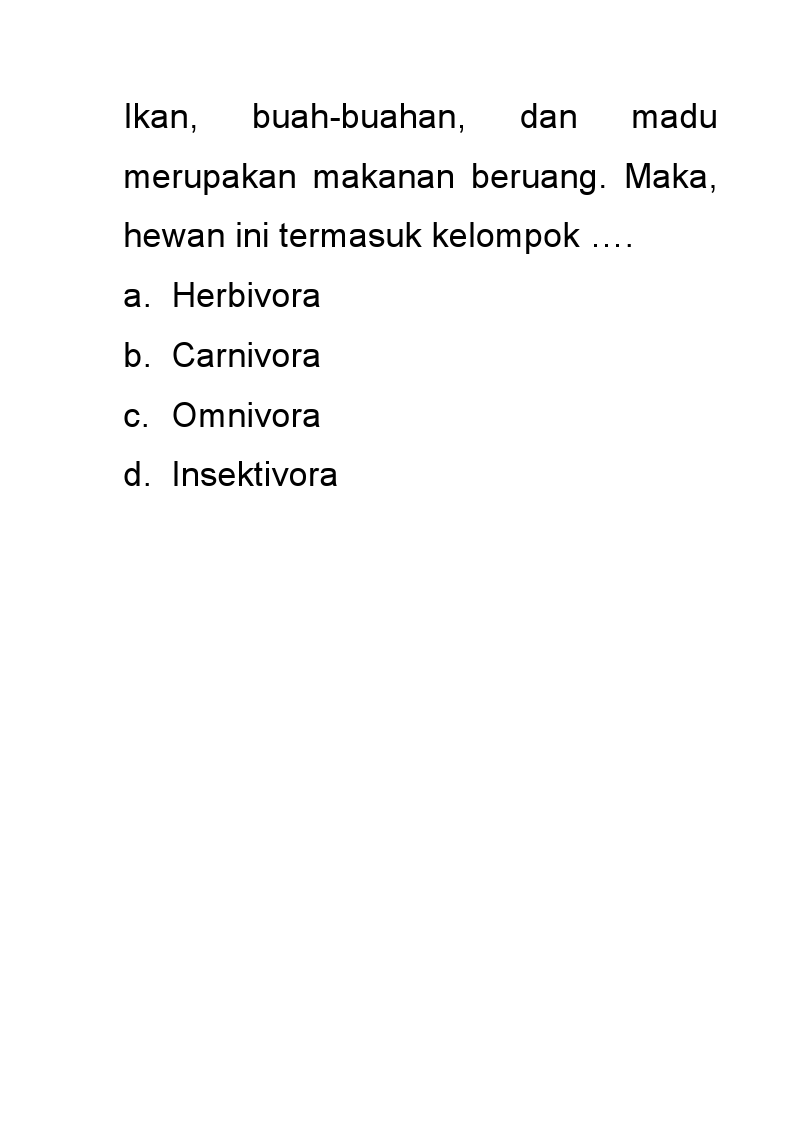 Ikan, buah-buahan, dan madu
merupakan makanan beruang. Maka,
hewan ini termasuk kelompok ….
a. Herbivora
b. Carnivora
c. Omnivora
d. Insektivora